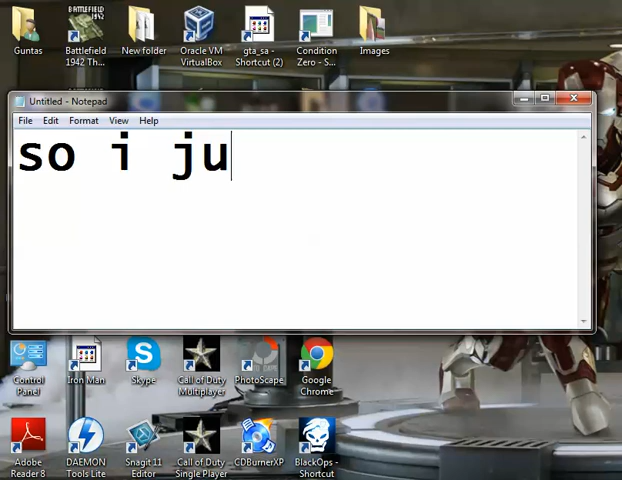 Guntas
Battlefield
1942 Th...
New folder
Oracle VM
VirtualBox
gta_sa -
Shortcut (2)
Condition
Zero - S...
Images
Untitled - Notepad
File Edit Format View Help
so i ju
Control
Panel
Iron Man
Skype
Call of Duty
Multiplayer
PhotoScape
Google
Chrome
Adobe
Reader 8
DAEMON
Tools Lite
Snagit 11
Editor
Call of Duty
Single Player
CDBurnerXP
BlackOps -
Shortcut